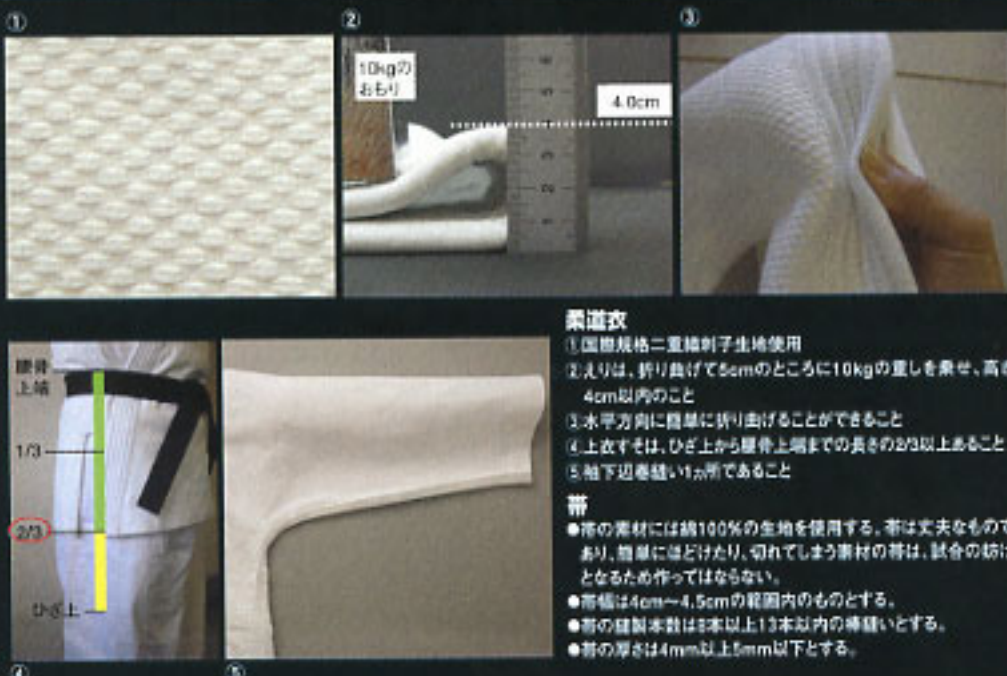 ①
②
③
10kgの
おもり
4.0cm
6
5
3
2
1
腰骨
上端
1/3
2/3
ひざ上
④
⑤
柔道衣
①国際規格二重織刺子生地使用
②えりは、折り曲げて5cmのところに10kgの重しを乗せ、高さ
4cm以内のこと
③水平方向に簡単に折り曲げることができること
④上衣すそは、ひざ上から腰骨上端までの長さの2/3以上あること
⑤袖下辺巻縫い1ヵ所であること
帯
●帯の素材には綿100%の生地を使用する。帯は丈夫なもので
あり、簡単にほどけたり、切れてしまう素材の帯は、試合の妨げ
となるため作ってはならない。
●帯幅は4cm〜4.5cmの範囲内のものとする。
●帯の縫製本数は8本以上13本以内の棒縫いとする。
●帯の厚さは4mm以上5mm以下とする。